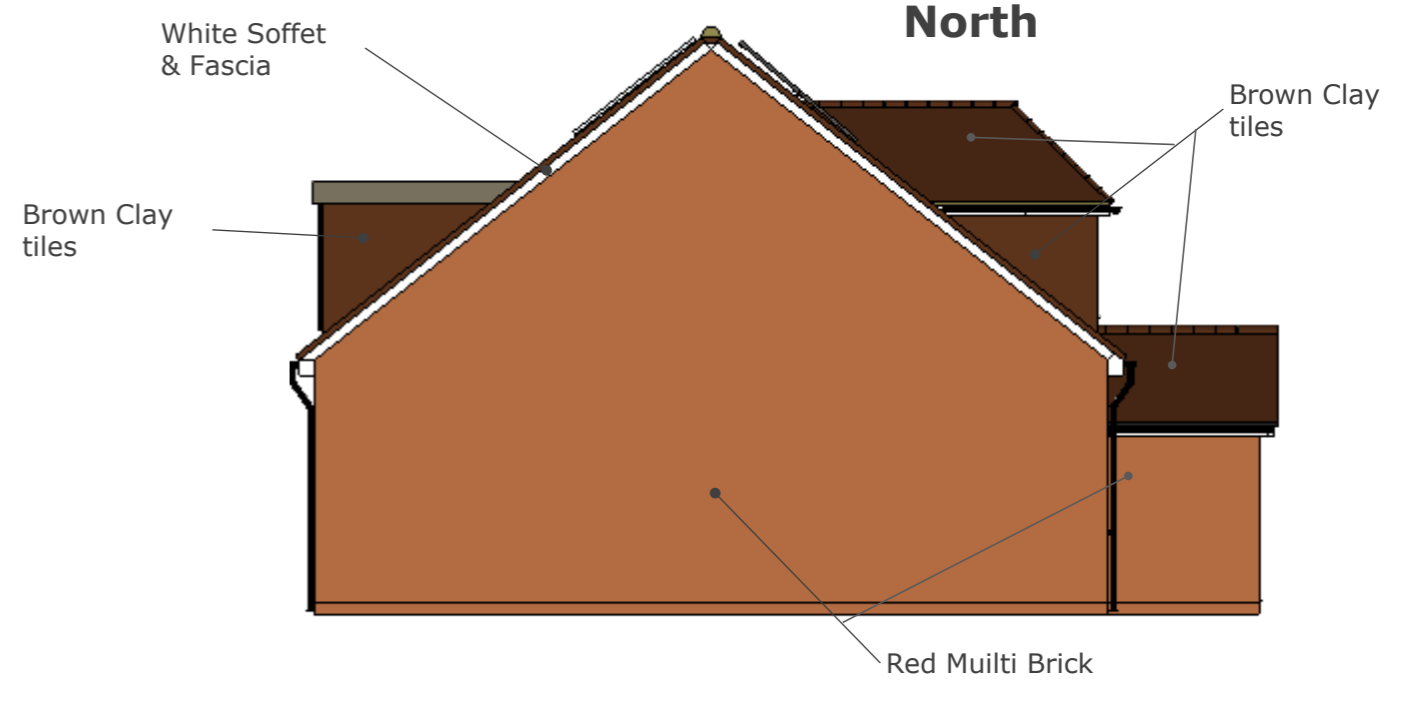 North
White Soffet
& Fascia
Brown Clay
tiles
Brown Clay
tiles
Red Muilti Brick